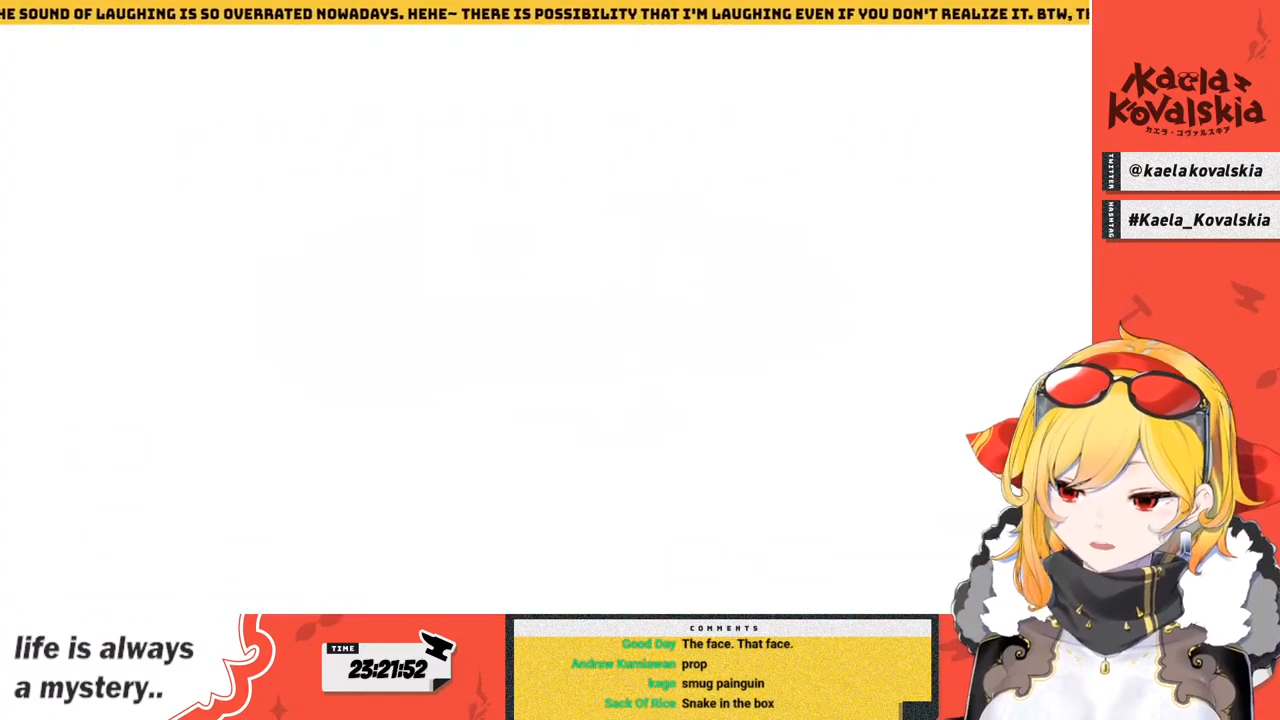 HE SOUND OF LAUGHING IS SO OVERRATED NOWADAYS. HEHE~ THERE IS POSSIBILITY THAT I'M LAUGHING EVEN IF YOU DON'T REALIZE IT. BTW, T
Kaela
Kovalskia
カエラ・コヴァルスキア
TWITTER
@kaelakovalskia
HASHTAG
#Kaela_Kovalskia
life is always
a mystery..
TIME
23:21:52
COMMENTS
Good Day The face. That face.
Andrew Kurniawan prop
kaga smug painguin
Sack Of Rice Snake in the box